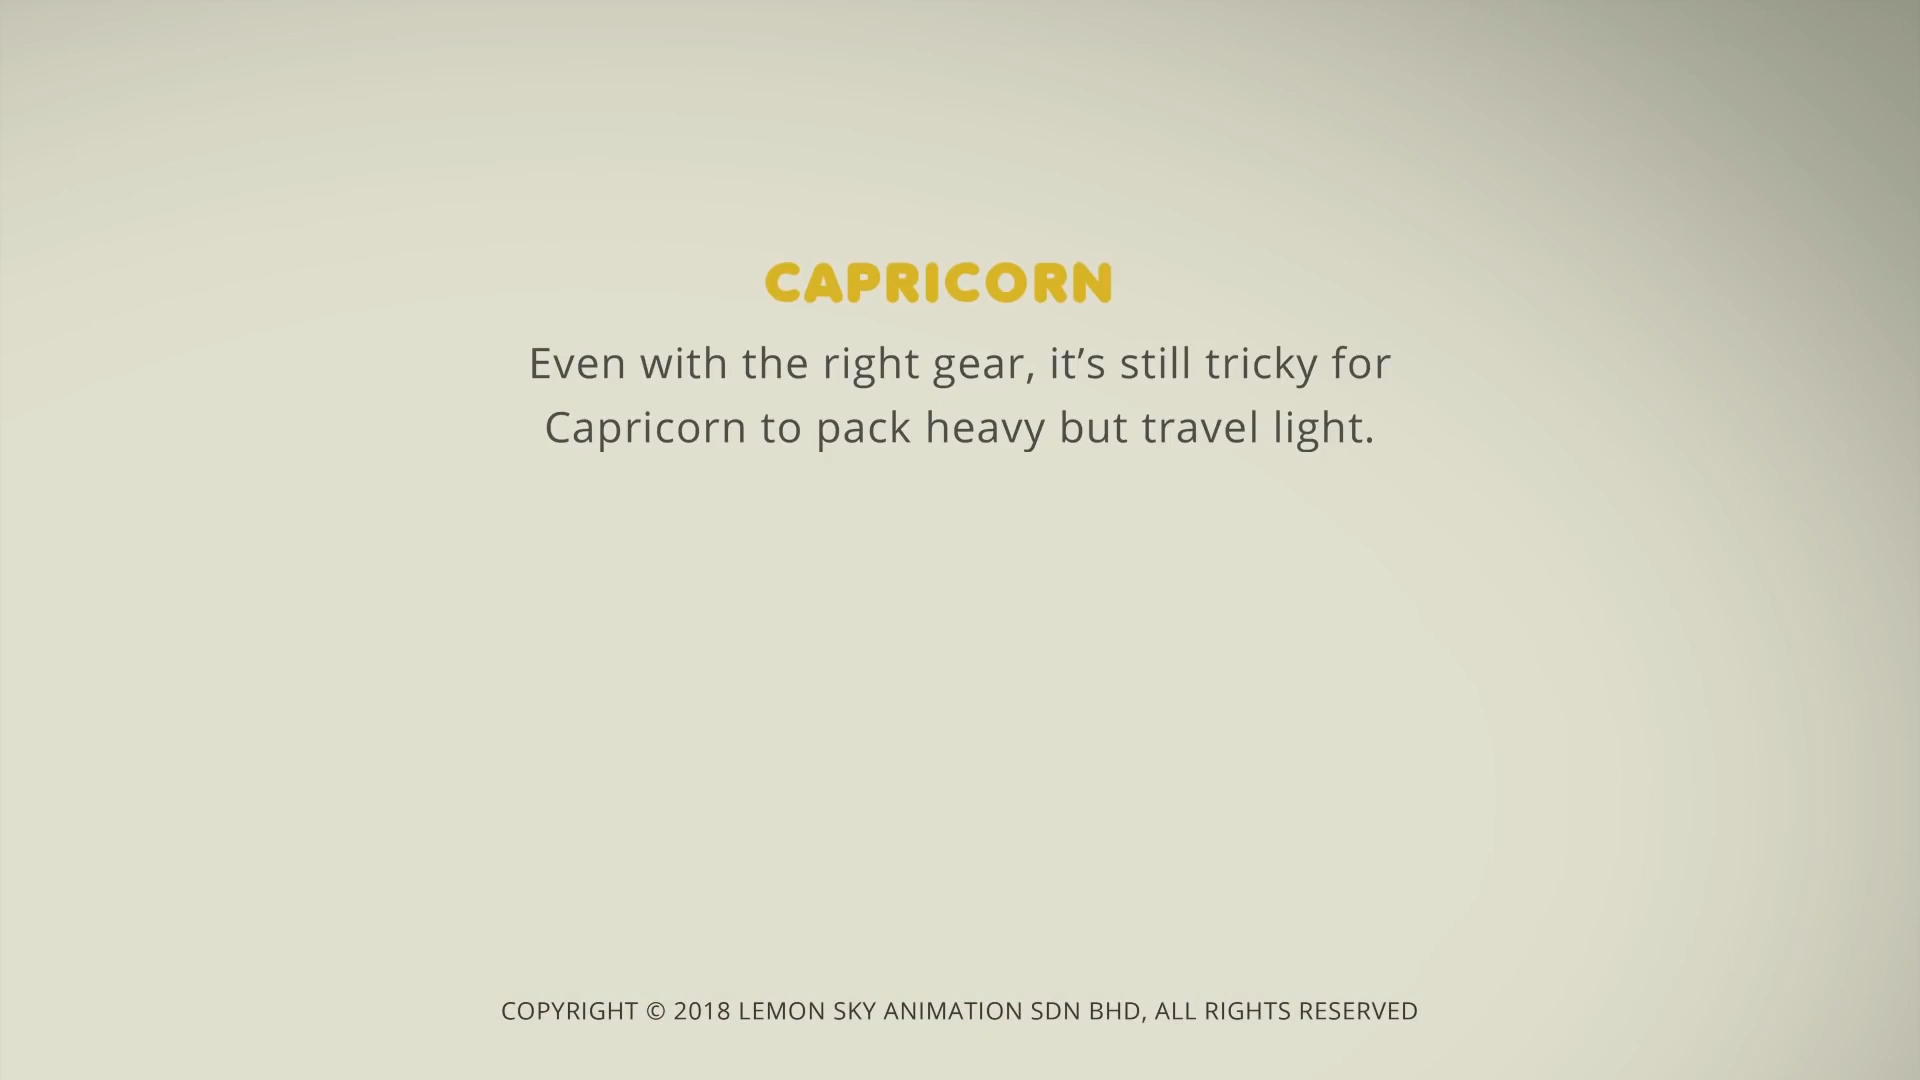 CAPRICORN
Even with the right gear, it’s still tricky for
Capricorn to pack heavy but travel light.
COPYRIGHT © 2018 LEMON SKY ANIMATION SDN BHD, ALL RIGHTS RESERVED